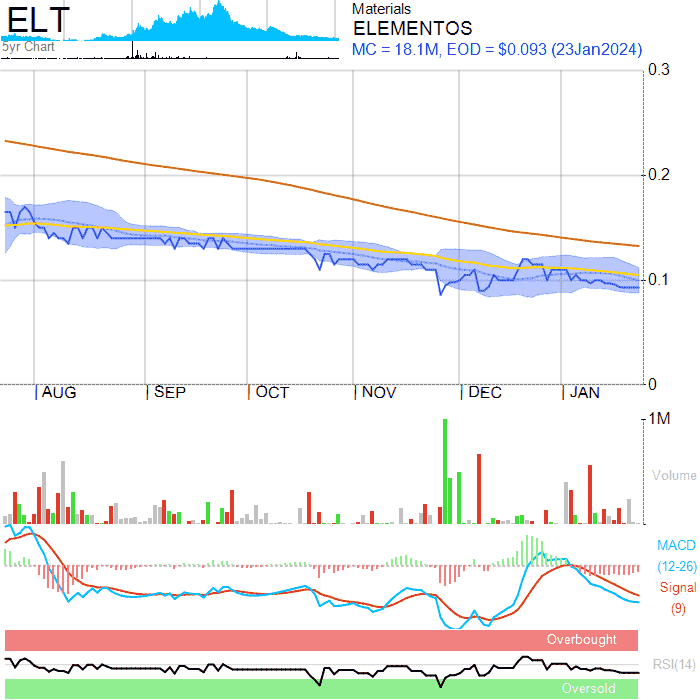 ELT
5yr Chart
Materials
ELEMENTOS
MC = 18.1M, EOD = $0.093 (23Jan2024)
0.3
0.2
0.1
0
AUG SEP OCT NOV DEC JAN
1M
Volume
MACD
(12-26)
Signal
(9)
Overbought
RSI(14)
Oversold